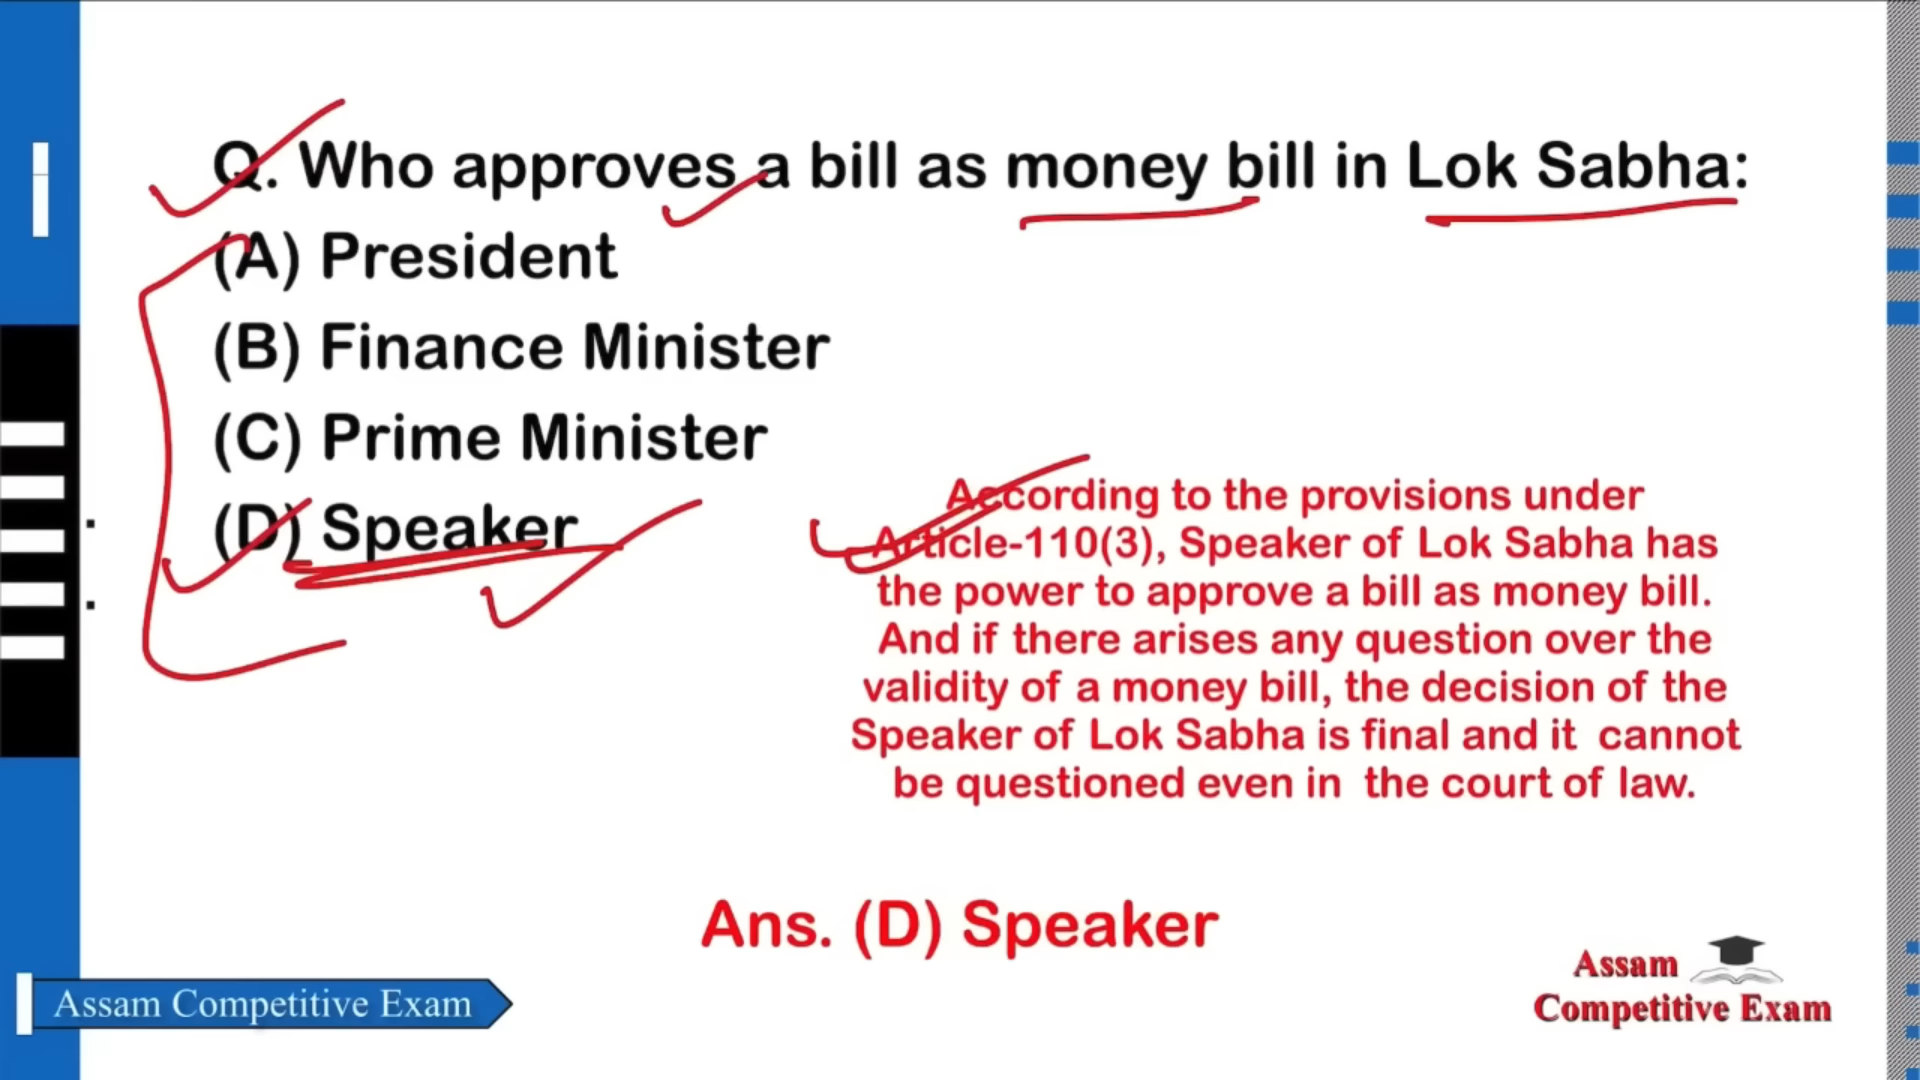 Q. Who approves a bill as money bill in Lok Sabha:
(A) President
(B) Finance Minister
(C) Prime Minister
(D) Speaker
According to the provisions under
Article-110(3), Speaker of Lok Sabha has
the power to approve a bill as money bill.
And if there arises any question over the
validity of a money bill, the decision of the
Speaker of Lok Sabha is final and it cannot
be questioned even in the court of law.
Ans. (D) Speaker
Assam Competitive Exam
Assam
Competitive Exam